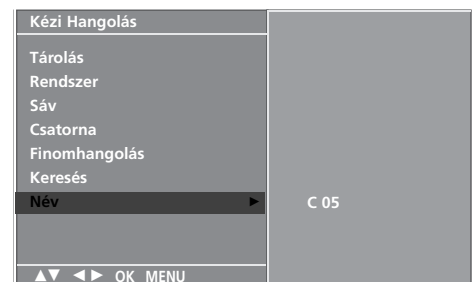 Kézi Hangolás
Tárolás
Rendszer
Sáv
Csatorna
Finomhangolás
Keresés
Név ► C 05
▲▼ ◄► OK MENU